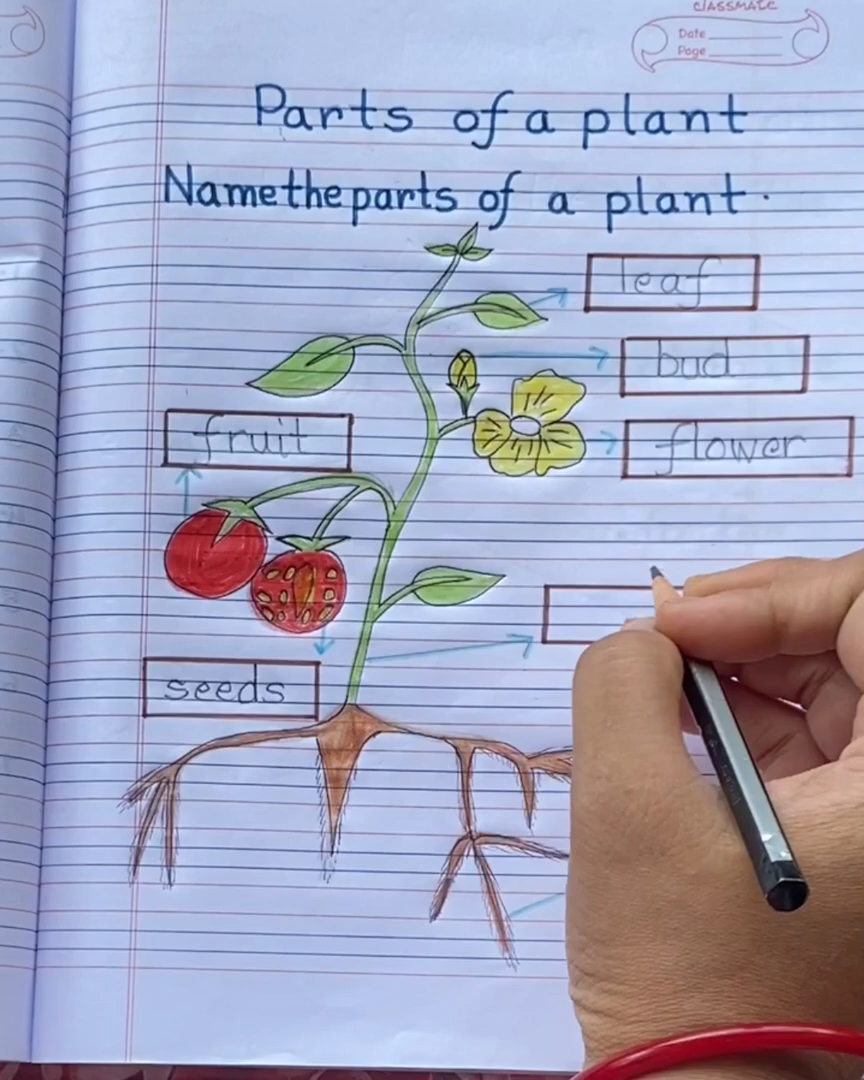 CLASSMATE
Date
Page
Parts of a plant
Name the parts of a plant.
leaf
bud
fruit
flower
seeds